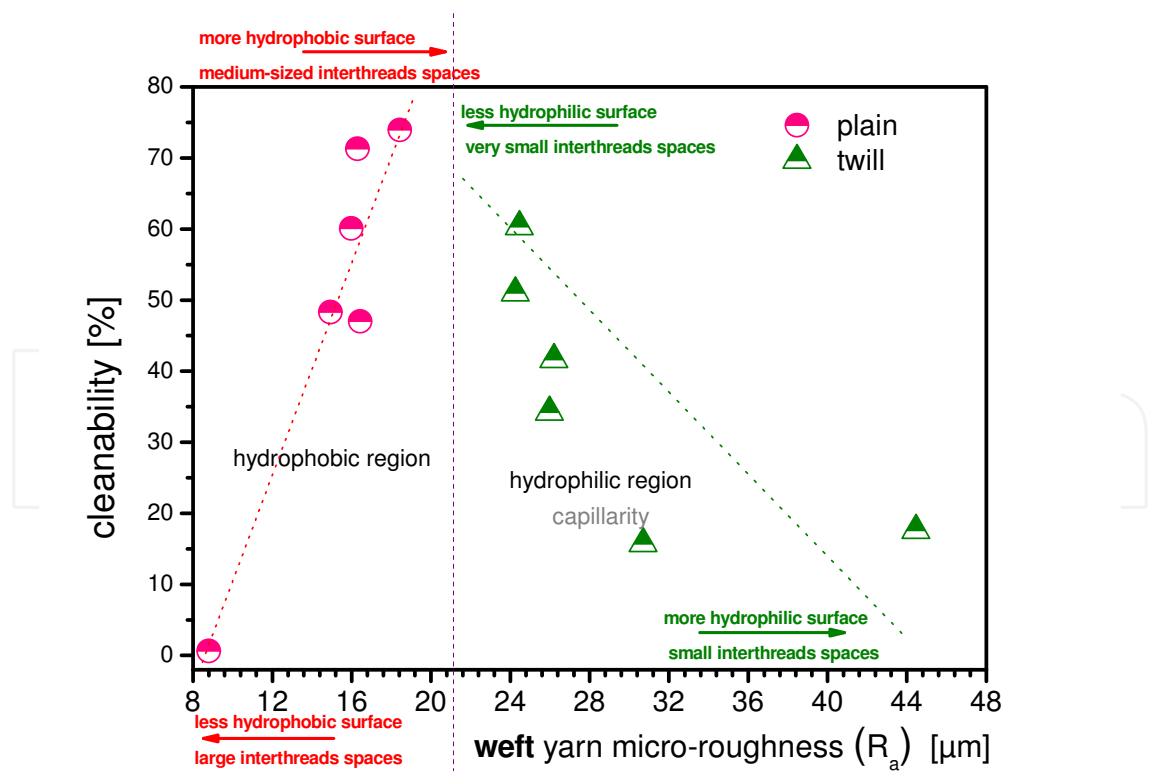 more hydrophobic surface
medium-sized interthreads spaces
80
70
60
50
40
30
20
10
0
cleanability [%]
less hydrophilic surface
very small interthreads spaces
plain
twill
hydrophobic region
hydrophilic region
capillarity
more hydrophilic surface
small interthreads spaces
8 12 16 20 24 28 32 36 40 44 48
less hydrophobic surface
large interthreads spaces
weft yarn micro-roughness (Ra) [µm]